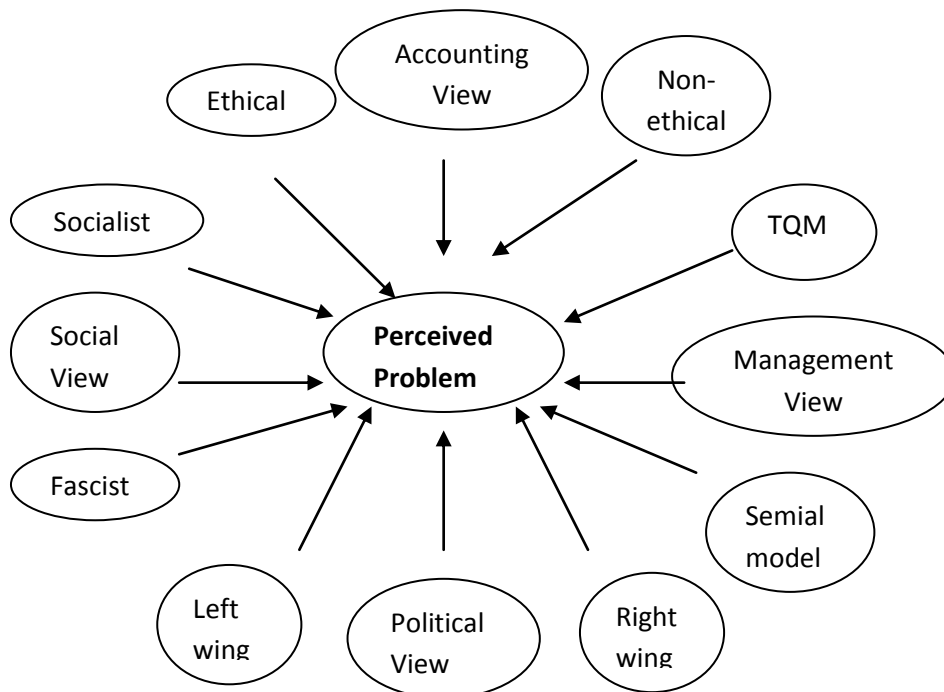 Accounting
View
Ethical
Non-
ethical
Socialist
TQM
Perceived
Problem
Social
View
Management
View
Fascist
Semial
model
Left
wing
Political
View
Right
wing